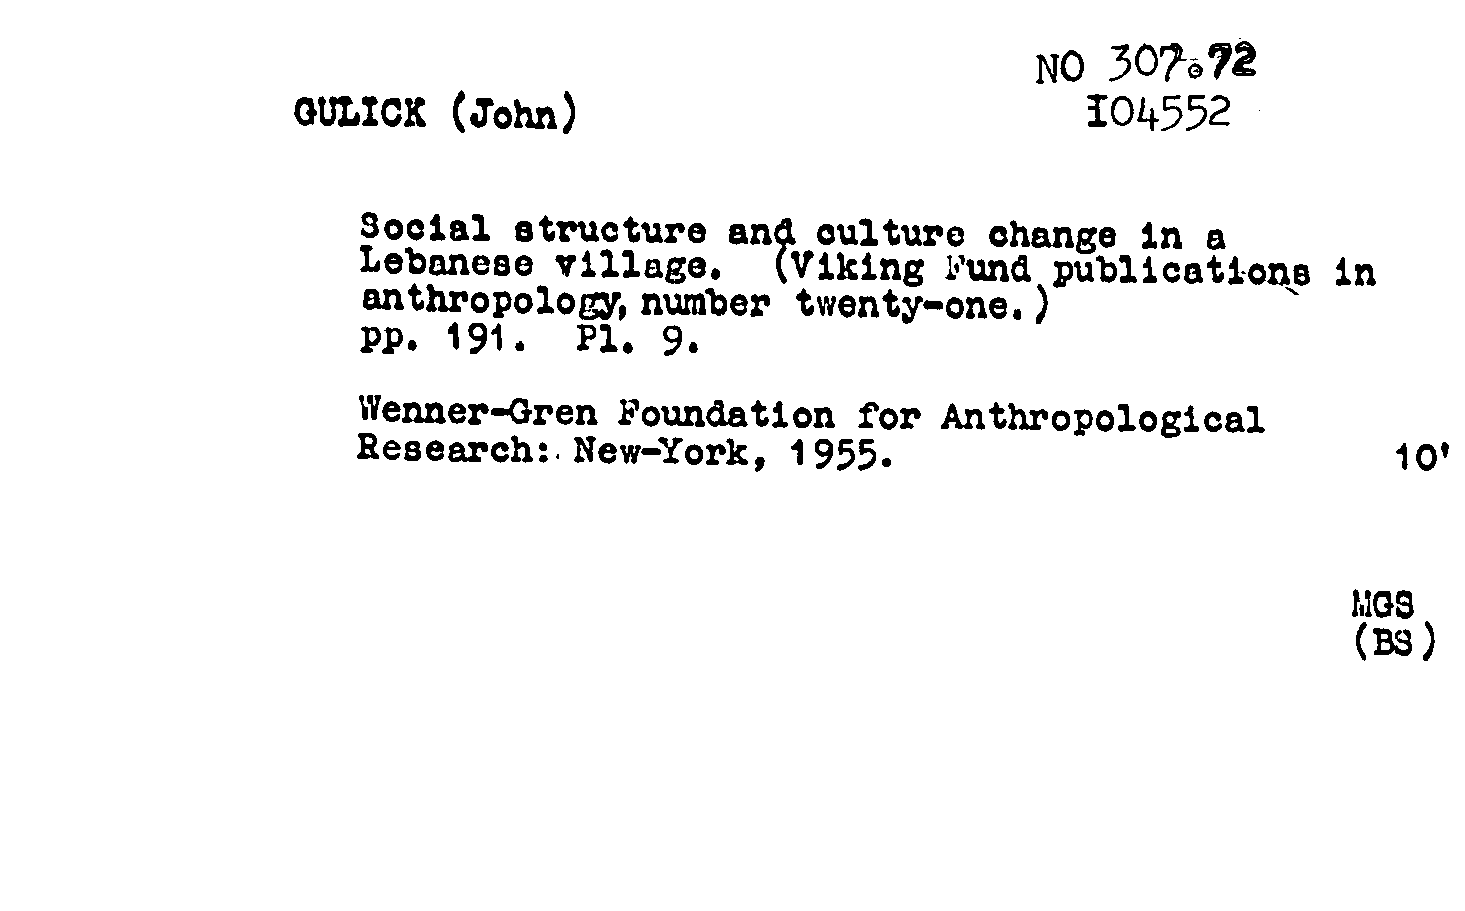 NO 307.72
GULICK (John)
I04552
Social structure and culture change in a
Lebanese village. (Viking Fund publications in
anthropology, number twenty-one.)
pp. 191. Pl. 9.
Wenner-Gren Foundation for Anthropological
Research: New-York, 1955.
10'
MGS
(BS)